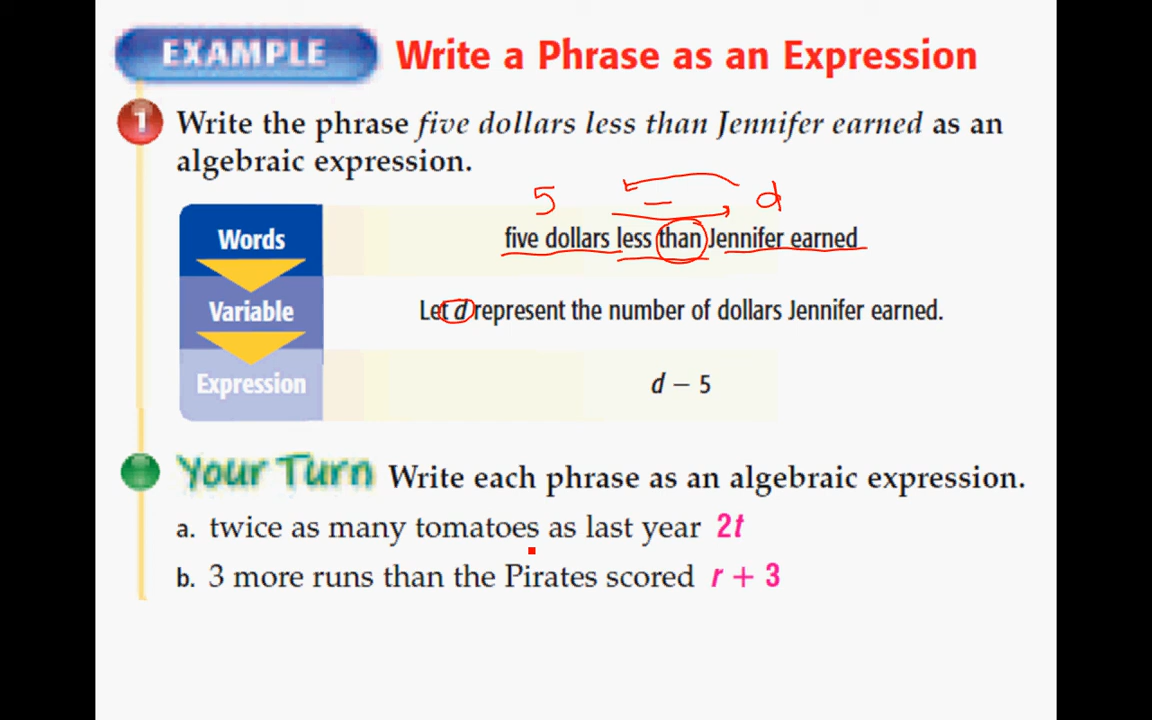 EXAMPLE Write a Phrase as an Expression
1 Write the phrase five dollars less than Jennifer earned as an
algebraic expression.
5 — d
Words five dollars less than Jennifer earned
Variable Let d represent the number of dollars Jennifer earned.
Expression d − 5
Your Turn Write each phrase as an algebraic expression.
a. twice as many tomatoes as last year 2t
b. 3 more runs than the Pirates scored r + 3